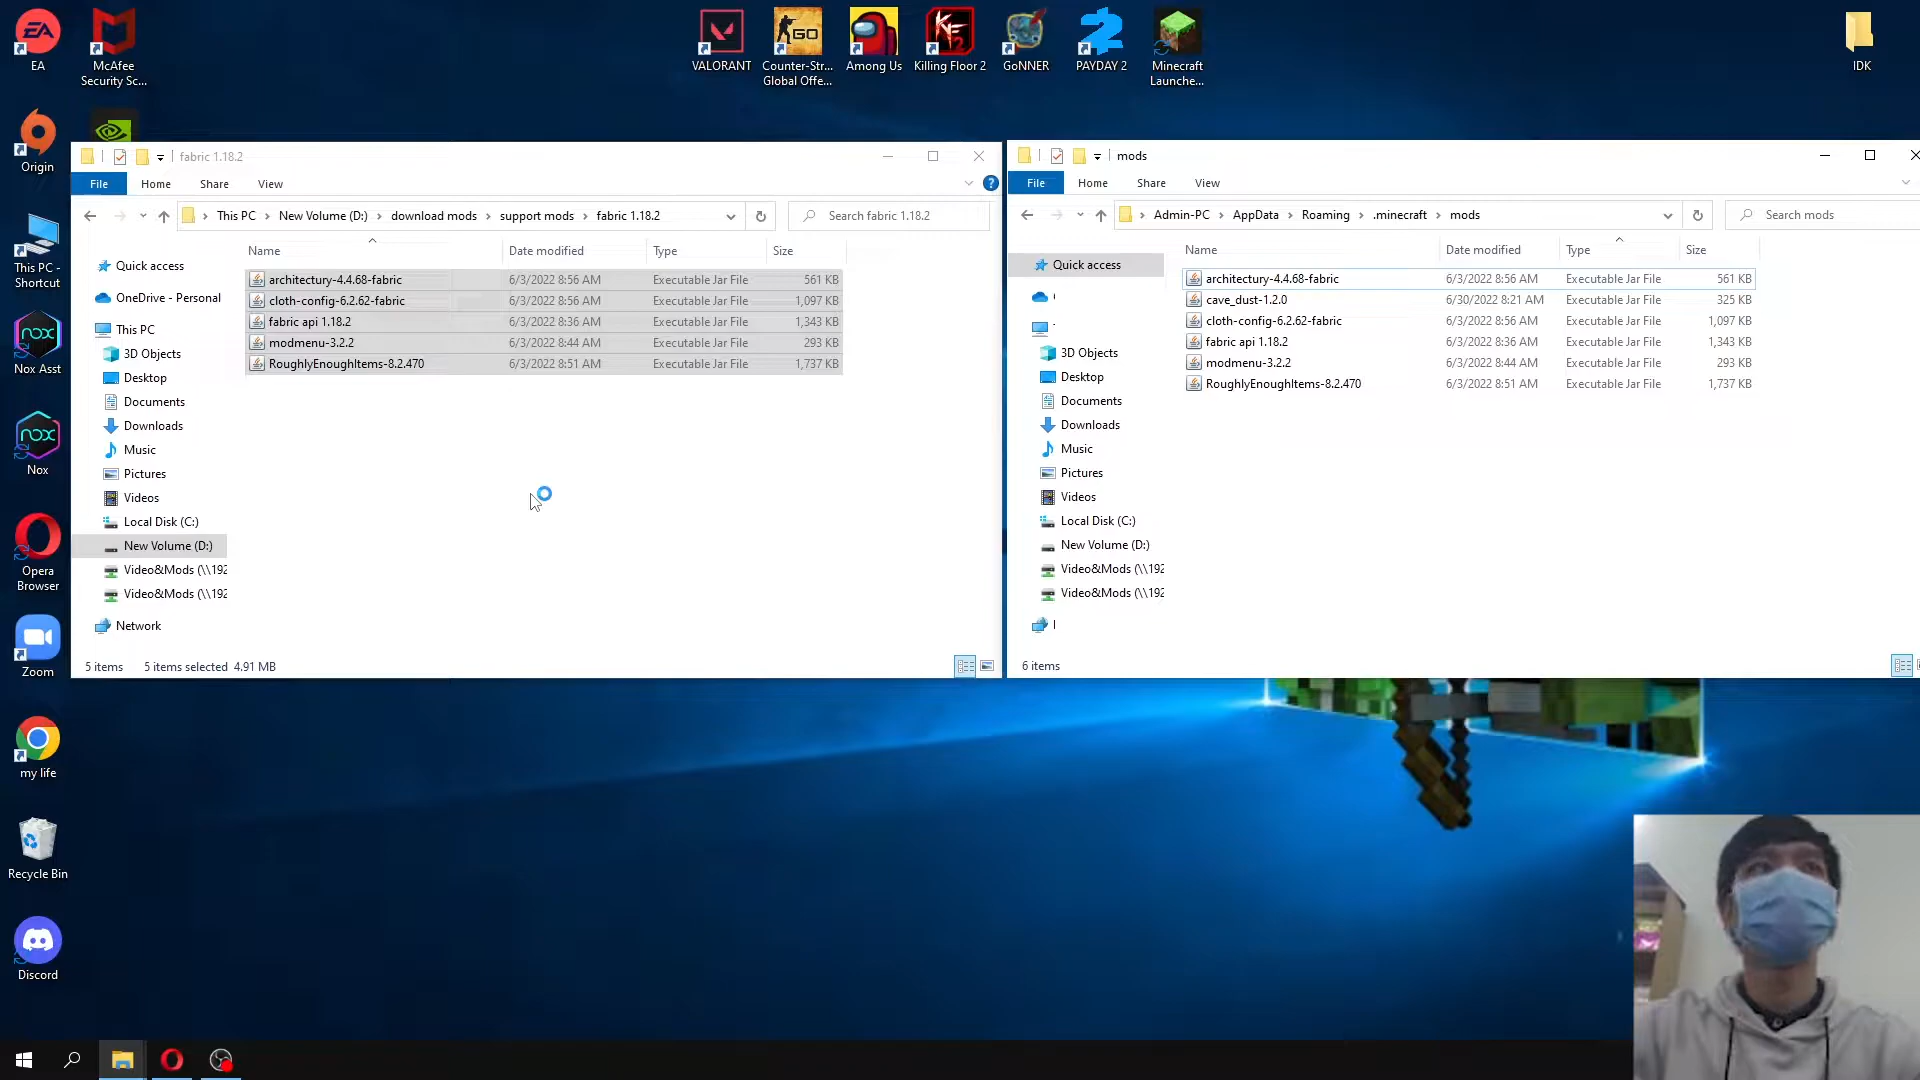 EA
McAfee
Security Sc...
VALORANT
Counter-Str...
Global Offe...
Among Us
Killing Floor 2
GoNNER
PAYDAY 2
Minecraft
Launche...
IDK
Origin
This PC -
Shortcut
Nox Asst
Nox
Opera
Browser
Zoom
my life
Recycle Bin
Discord
fabric 1.18.2
File Home Share View
This PC New Volume (D:) download mods support mods fabric 1.18.2
Search fabric 1.18.2
Name Date modified Type Size
architectury-4.4.68-fabric 6/3/2022 8:56 AM Executable Jar File 561 KB
cloth-config-6.2.62-fabric 6/3/2022 8:56 AM Executable Jar File 1,097 KB
fabric api 1.18.2 6/3/2022 8:36 AM Executable Jar File 1,343 KB
modmenu-3.2.2 6/3/2022 8:44 AM Executable Jar File 293 KB
RoughlyEnoughItems-8.2.470 6/3/2022 8:51 AM Executable Jar File 1,737 KB
Quick access
OneDrive - Personal
This PC
3D Objects
Desktop
Documents
Downloads
Music
Pictures
Videos
Local Disk (C:)
New Volume (D:)
Video&Mods (\\192
Video&Mods (\\192
Network
5 items 5 items selected 4.91 MB
mods
File Home Share View
Admin-PC AppData Roaming .minecraft mods
Search mods
Name Date modified Type Size
architectury-4.4.68-fabric 6/3/2022 8:56 AM Executable Jar File 561 KB
cave_dust-1.2.0 6/30/2022 8:21 AM Executable Jar File 325 KB
cloth-config-6.2.62-fabric 6/3/2022 8:56 AM Executable Jar File 1,097 KB
fabric api 1.18.2 6/3/2022 8:36 AM Executable Jar File 1,343 KB
modmenu-3.2.2 6/3/2022 8:44 AM Executable Jar File 293 KB
RoughlyEnoughItems-8.2.470 6/3/2022 8:51 AM Executable Jar File 1,737 KB
Quick access
3D Objects
Desktop
Documents
Downloads
Music
Pictures
Videos
Local Disk (C:)
New Volume (D:)
Video&Mods (\\192
Video&Mods (\\192
6 items